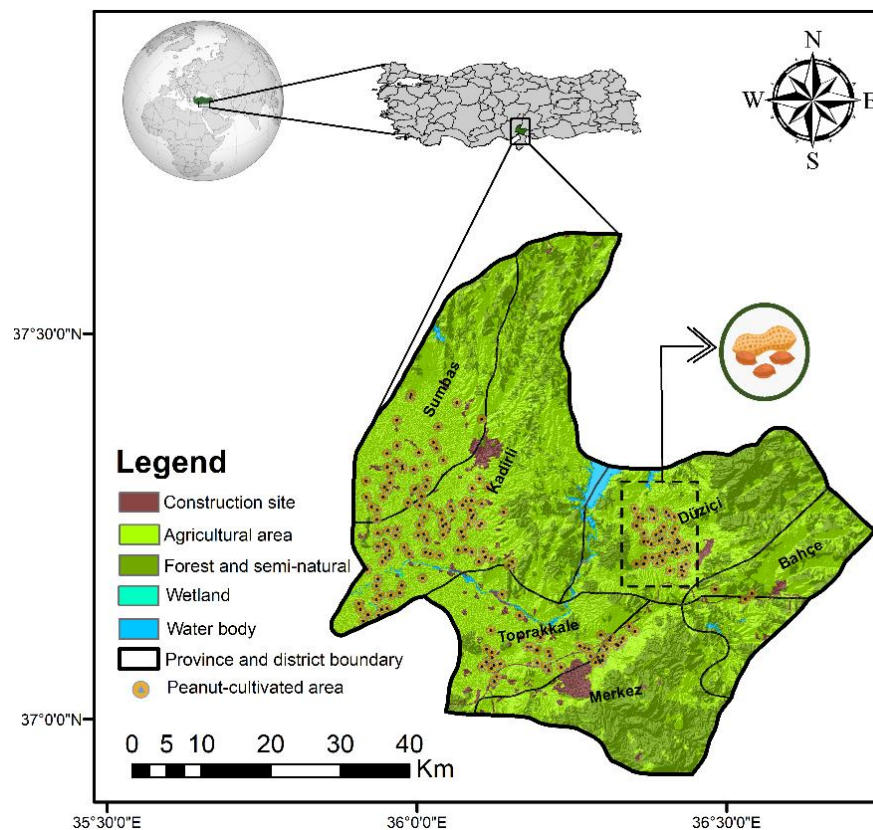 N
W E
S
37°30'0"N
Sumbas
Kadirli
Düziçi
Bahçe
Toprakkale
Merkez
Legend
Construction site
Agricultural area
Forest and semi-natural
Wetland
Water body
Province and district boundary
Peanut-cultivated area
37°0'0"N
0 5 10 20 30 40
Km
35°30'0"E 36°0'0"E 36°30'0"E